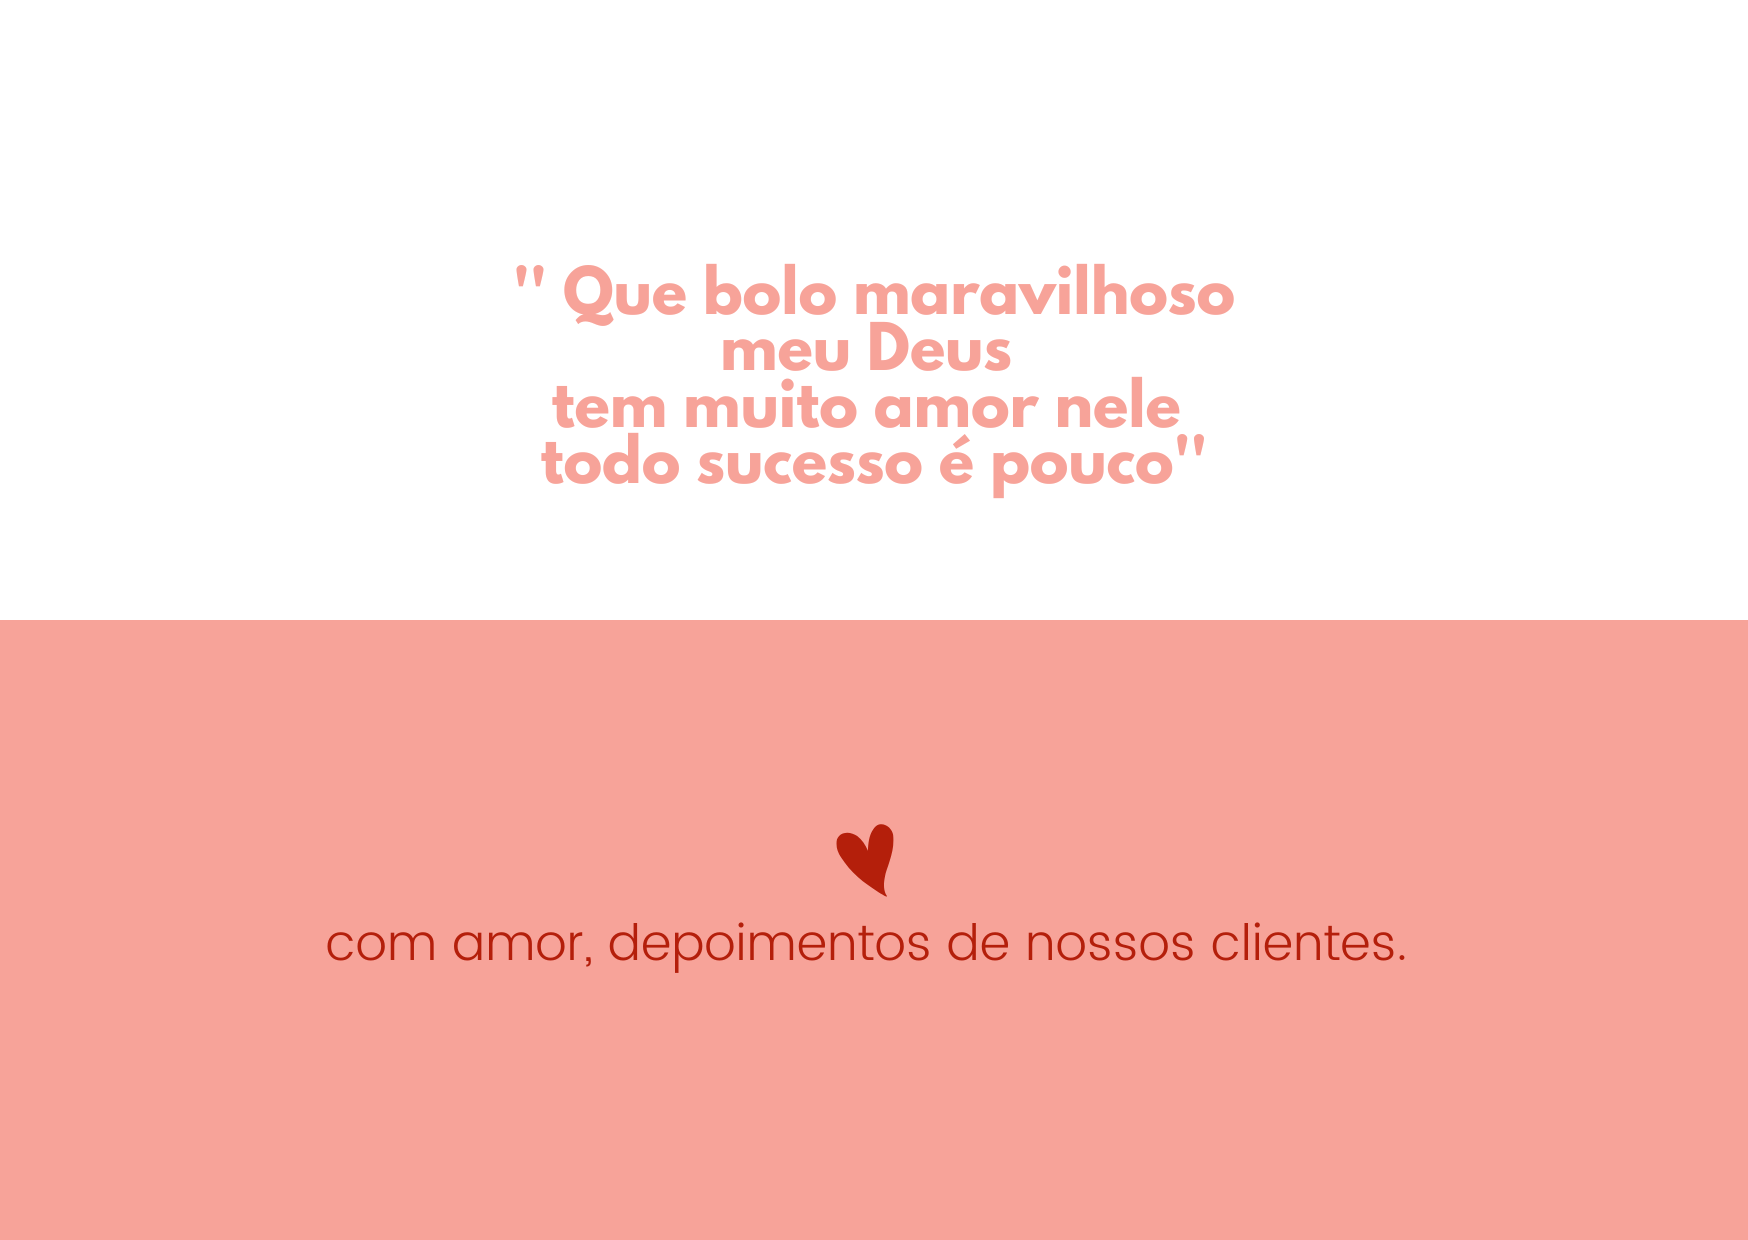 " Que bolo maravilhoso
meu Deus
tem muito amor nele
todo sucesso é pouco"
com amor, depoimentos de nossos clientes.